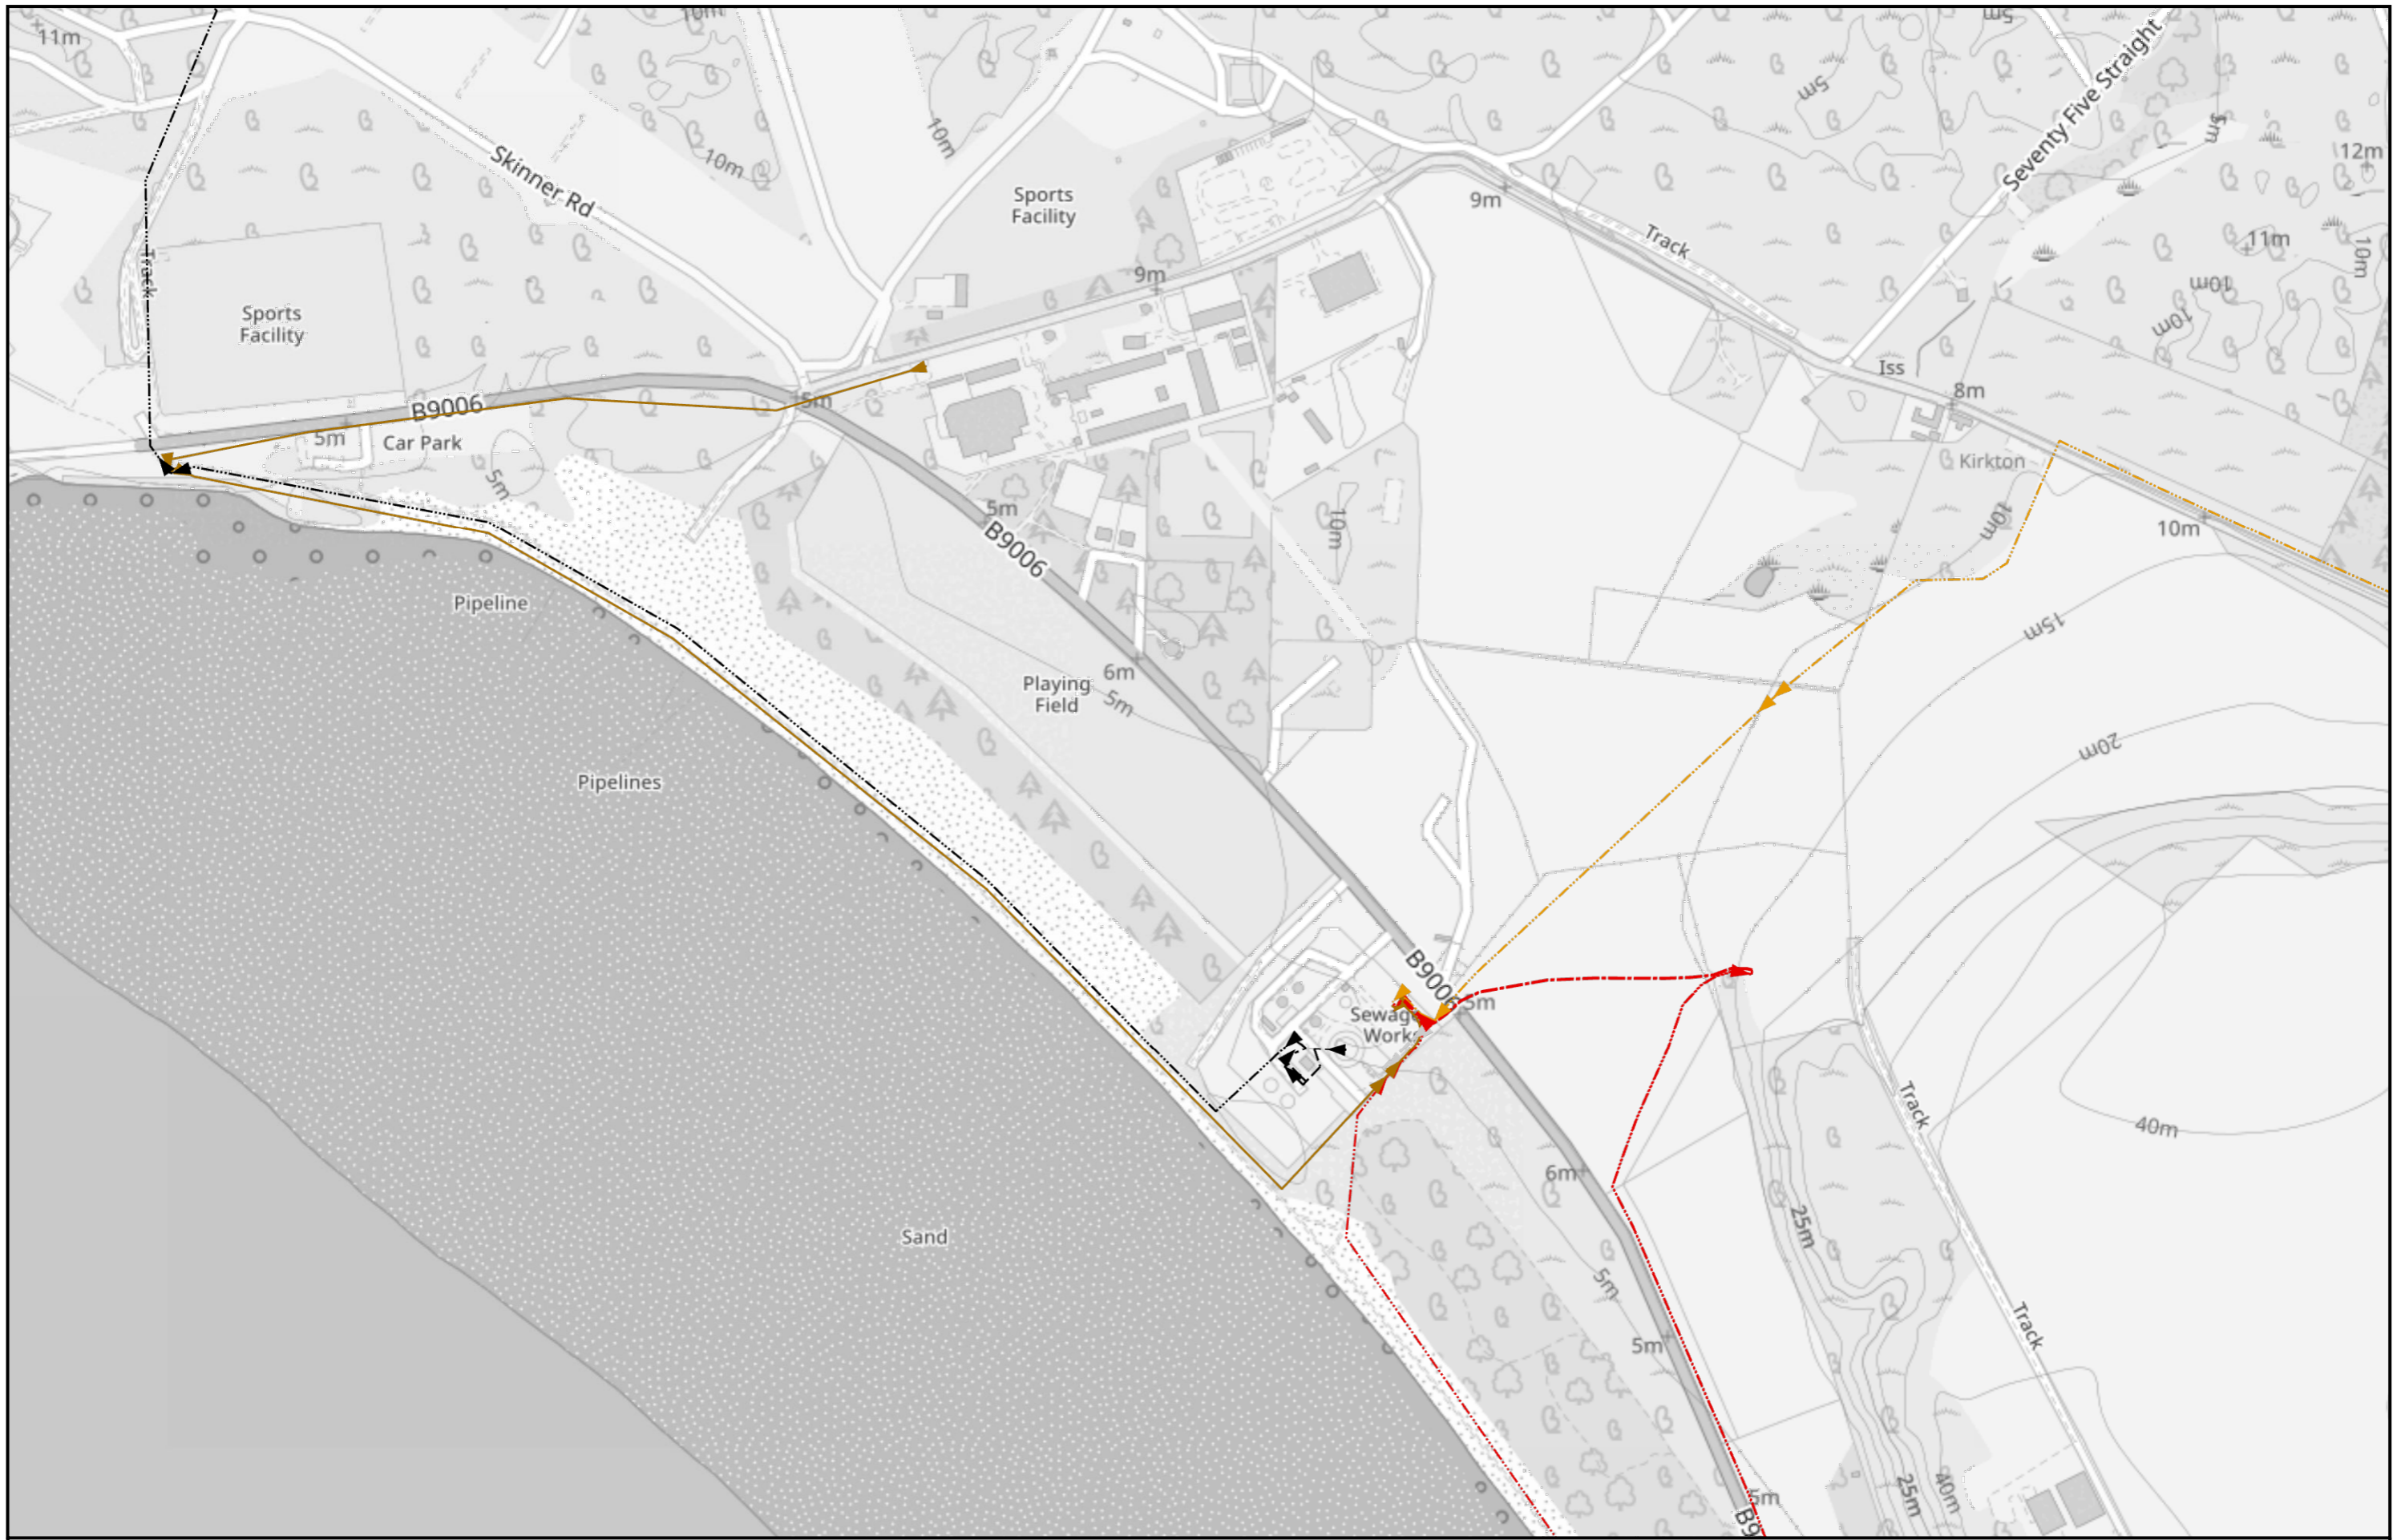 10m
5m
11m
Seventy Five Straight
5m
10m
5m
12m
10m
Skinner Rd
Sports
Facility
9m
Track
11m
10m
Track
9m
10m
Sports
Facility
10m
Iss
8m
5m
B9006
5m
Car Park
Kirkton
5m
5m
10m
10m
10m
B9006
Pipeline
15m
6m
Playing
Field
5m
20m
Pipelines
B9006
5m
Sewage
Works
Track
40m
6m
25m
Sand
5m
Track
5m
5m
25m
40m
B9